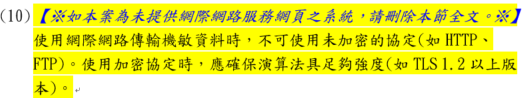 (10)【※如本案為未提供網際網路服務網頁之系統，請刪除本節全文。※】
使用網際網路傳輸機敏資料時，不可使用未加密的協定(如 HTTP、
FTP)。使用加密協定時，應確保演算法具足夠強度(如 TLS 1.2 以上版
本)。